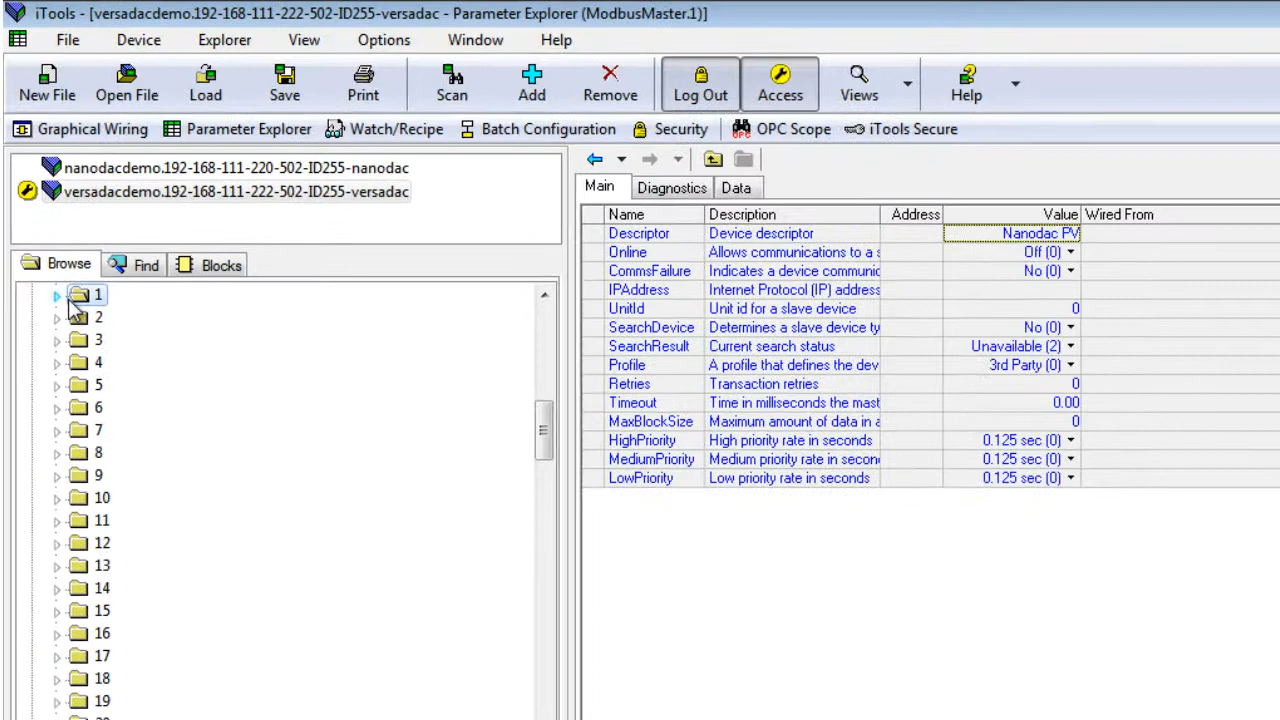 iTools - [versadacdemo.192-168-111-222-502-ID255-versadac - Parameter Explorer (ModbusMaster.1)]
File Device Explorer View Options Window Help
New File Open File Load Save Print Scan Add Remove Log Out Access Views Help
Graphical Wiring Parameter Explorer Watch/Recipe Batch Configuration Security OPC OPC Scope iTools Secure
nanodacdemo.192-168-111-220-502-ID255-nanodac
versadacdemo.192-168-111-222-502-ID255-versadac
Browse Find Blocks
1
2
3
4
5
6
7
8
9
10
11
12
13
14
15
16
17
18
19
Main Diagnostics Data
Name Description Address Value Wired From
Descriptor Device descriptor Nanodac PV
Online Allows communications to a s Off (0)
CommsFailure Indicates a device communic No (0)
IPAddress Internet Protocol (IP) address
UnitId Unit id for a slave device 0
SearchDevice Determines a slave device ty No (0)
SearchResult Current search status Unavailable (2)
Profile A profile that defines the dev 3rd Party (0)
Retries Transaction retries 0
Timeout Time in milliseconds the mast 0.00
MaxBlockSize Maximum amount of data in a 0
HighPriority High priority rate in seconds 0.125 sec (0)
MediumPriority Medium priority rate in secon 0.125 sec (0)
LowPriority Low priority rate in seconds 0.125 sec (0)